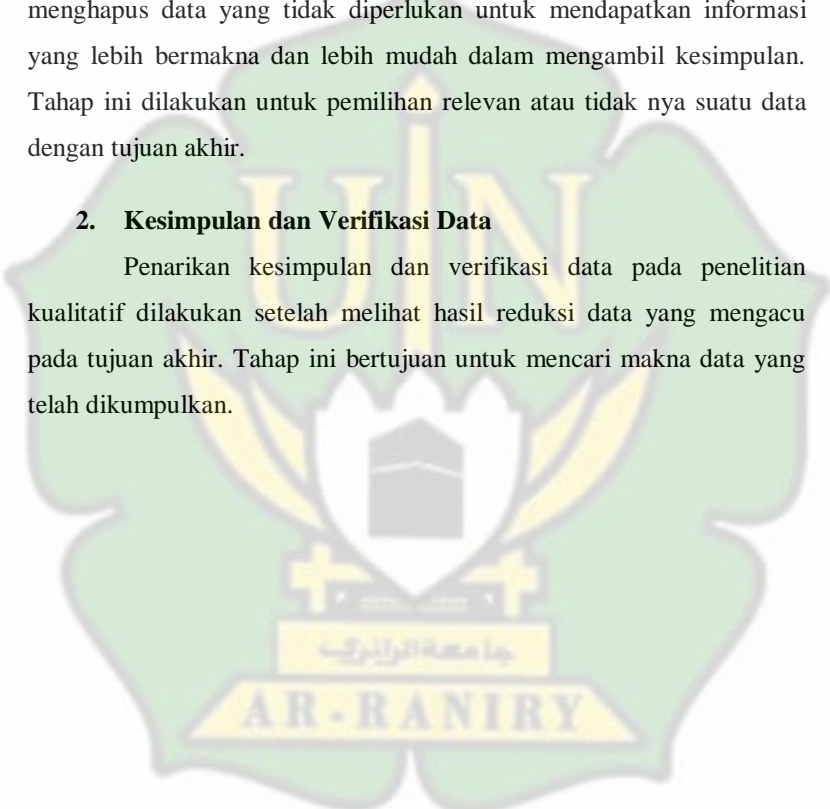 menghapus data yang tidak diperlukan untuk mendapatkan informasi
yang lebih bermakna dan lebih mudah dalam mengambil kesimpulan.
Tahap ini dilakukan untuk pemilihan relevan atau tidak nya suatu data
dengan tujuan akhir.
2. Kesimpulan dan Verifikasi Data
Penarikan kesimpulan dan verifikasi data pada penelitian
kualitatif dilakukan setelah melihat hasil reduksi data yang mengacu
pada tujuan akhir. Tahap ini bertujuan untuk mencari makna data yang
telah dikumpulkan.
UIN
جامعة الرانري
AR-RANIRY